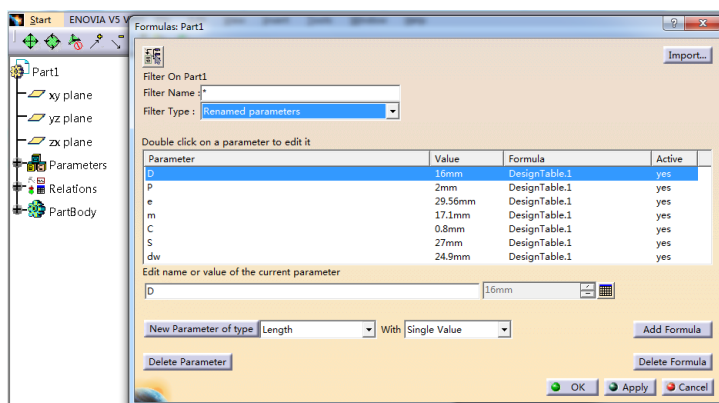 Start ENOVIA V5 V
Formulas: Part1
Import...
Part1
xy plane
yz plane
zx plane
Parameters
Relations
PartBody
Filter On Part1
Filter Name : *
Filter Type : Renamed parameters
Double click on a parameter to edit it
Parameter Value Formula Active
D 16mm DesignTable.1 yes
P 2mm DesignTable.1 yes
e 29.56mm DesignTable.1 yes
m 17.1mm DesignTable.1 yes
C 0.8mm DesignTable.1 yes
S 27mm DesignTable.1 yes
dw 24.9mm DesignTable.1 yes
Edit name or value of the current parameter
D 16mm
New Parameter of type Length With Single Value Add Formula
Delete Parameter Delete Formula
OK Apply Cancel